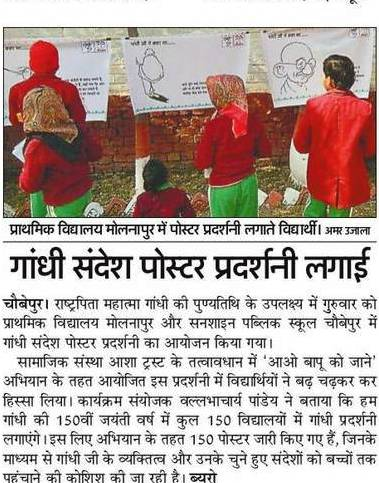 गांधी जी ने कहा था....
प्राथमिक विद्यालय मोलनापुर में पोस्टर प्रदर्शनी लगाते विद्यार्थी। अमर उजाला
गांधी संदेश पोस्टर प्रदर्शनी लगाई
चौबेपुर। राष्ट्रपिता महात्मा गांधी की पुण्यतिथि के उपलक्ष्य में गुरुवार को
प्राथमिक विद्यालय मोलनापुर और सनशाइन पब्लिक स्कूल चौबेपुर में
गांधी संदेश पोस्टर प्रदर्शनी का आयोजन किया गया।
सामाजिक संस्था आशा ट्रस्ट के तत्वावधान में 'आओ बापू को जाने'
अभियान के तहत आयोजित इस प्रदर्शनी में विद्यार्थियों ने बढ़ चढ़कर कर
हिस्सा लिया। कार्यक्रम संयोजक वल्लभाचार्य पांडेय ने बताया कि हम
गांधी की 150वीं जयंती वर्ष में कुल 150 विद्यालयों में गांधी प्रदर्शनी
लगाएंगे। इस लिए अभियान के तहत 150 पोस्टर जारी किए गए हैं, जिनके
माध्यम से गांधी जी के व्यक्तित्व और उनके चुने हुए संदेशों को बच्चों तक
पहुंचाने की कोशिश की जा रही है। ब्यूरो